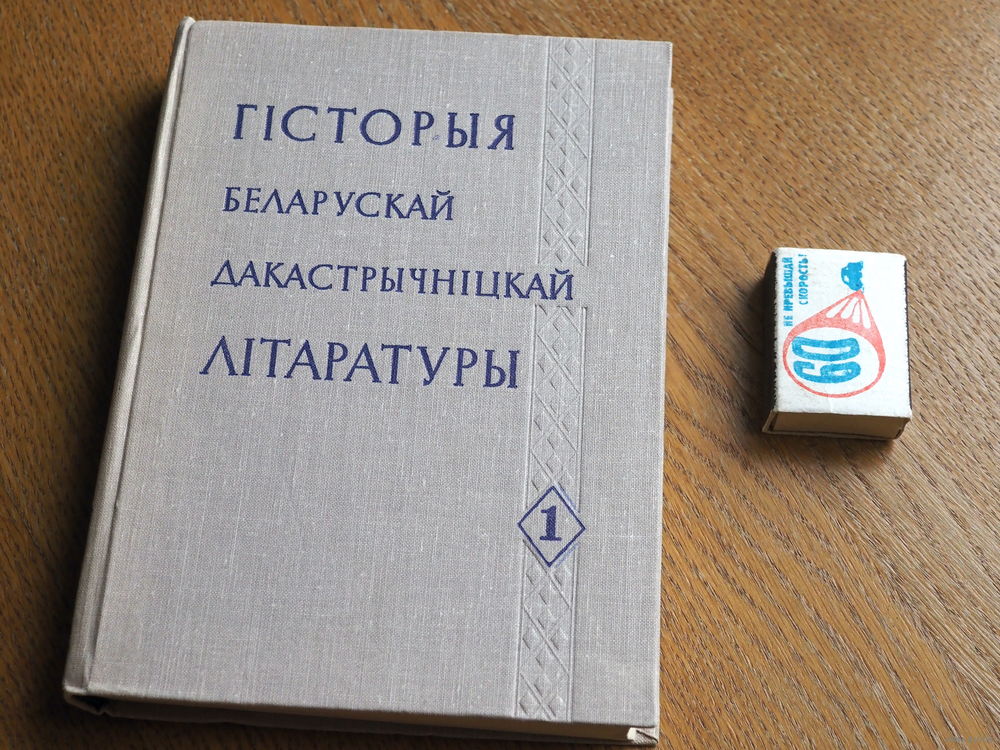 ГІСТОРЫЯ
БЕЛАРУСКАЙ
ДАКАСТРЫЧНІЦКАЙ
ЛІТАРАТУРЫ
1
НЕ ПРЕВЫШАЙ
СКОРОСТЬ!
60